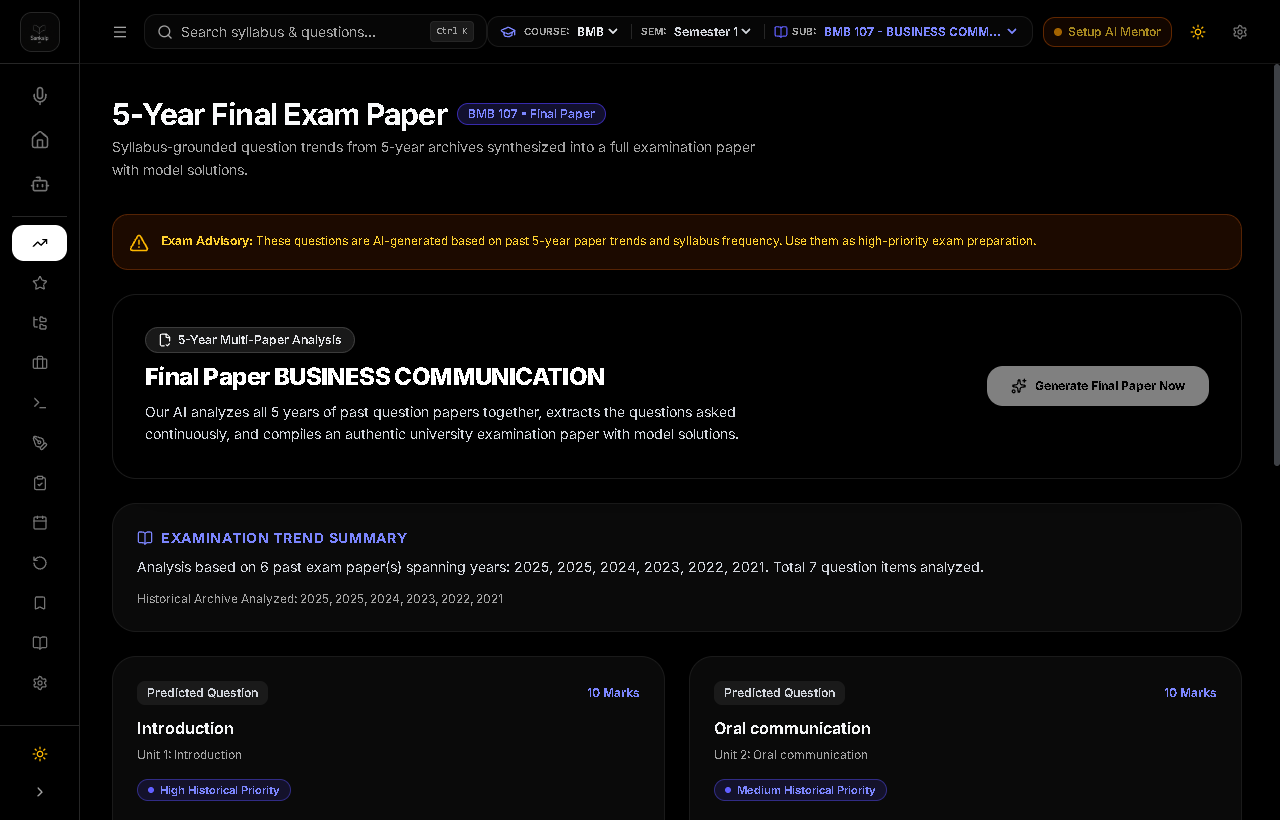 Sankalp
Search syllabus & questions...
Ctrl K
COURSE: BMB
SEM: Semester 1
SUB: BMB 107 - BUSINESS COMM...
Setup AI Mentor
5-Year Final Exam Paper
BMB 107 • Final Paper
Syllabus-grounded question trends from 5-year archives synthesized into a full examination paper
with model solutions.
Exam Advisory: These questions are AI-generated based on past 5-year paper trends and syllabus frequency. Use them as high-priority exam preparation.
5-Year Multi-Paper Analysis
Final Paper BUSINESS COMMUNICATION
Our AI analyzes all 5 years of past question papers together, extracts the questions asked
continuously, and compiles an authentic university examination paper with model solutions.
Generate Final Paper Now
EXAMINATION TREND SUMMARY
Analysis based on 6 past exam paper(s) spanning years: 2025, 2025, 2024, 2023, 2022, 2021. Total 7 question items analyzed.
Historical Archive Analyzed: 2025, 2025, 2024, 2023, 2022, 2021
Predicted Question
10 Marks
Introduction
Unit 1: Introduction
High Historical Priority
Predicted Question
10 Marks
Oral communication
Unit 2: Oral communication
Medium Historical Priority